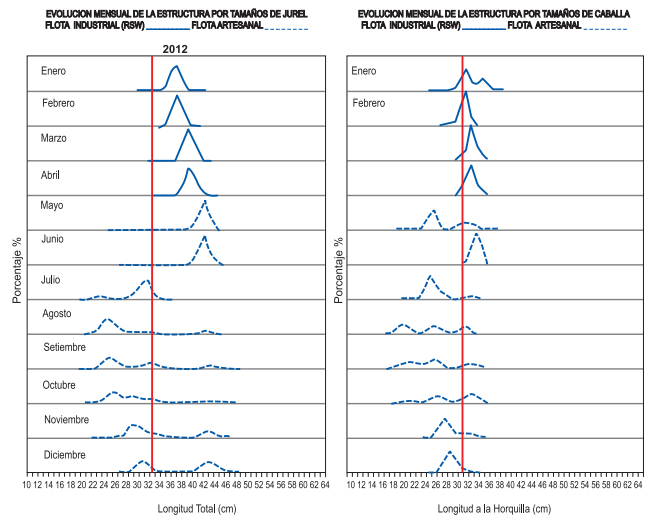 EVOLUCION MENSUAL DE LA ESTRUCTURA POR TAMAÑOS DE JUREL
FLOTA INDUSTRIAL (RSW) __________ FLOTA ARTESANAL _ _ _ _ _ _ _ _
2012
Enero
Febrero
Marzo
Abril
Mayo
Junio
Julio
Agosto
Setiembre
Octubre
Noviembre
Diciembre
Porcentaje %
10 12 14 16 18 20 22 24 26 28 30 32 34 36 38 40 42 44 46 48 50 52 54 56 58 60 62 64
Longitud Total (cm)
EVOLUCION MENSUAL DE LA ESTRUCTURA POR TAMAÑOS DE CABALLA
FLOTA INDUSTRIAL (RSW) __________ FLOTA ARTESANAL _ _ _ _ _ _ _ _
Enero
Febrero
Porcentaje %
10 12 14 16 18 20 22 24 26 28 30 32 34 36 38 40 42 44 46 48 50 52 54 56 58 60 62 64
Longitud a la Horquilla (cm)